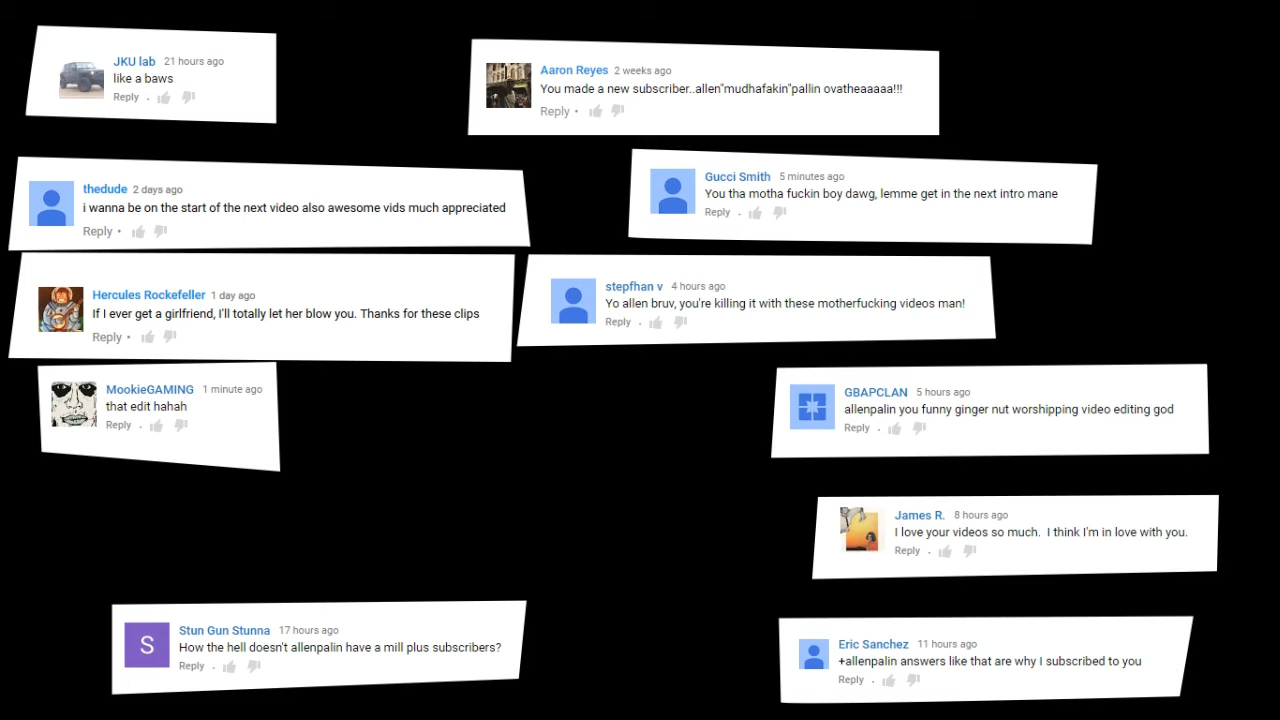 JKU lab 21 hours ago
like a baws
Reply .
Aaron Reyes 2 weeks ago
You made a new subscriber..allen"mudhafakin"pallin ovatheaaaaa!!!
Reply •
thedude 2 days ago
i wanna be on the start of the next video also awesome vids much appreciated
Reply •
Gucci Smith 5 minutes ago
You tha motha fuckin boy dawg, lemme get in the next intro mane
Reply .
Hercules Rockefeller 1 day ago
If I ever get a girlfriend, I'll totally let her blow you. Thanks for these clips
Reply •
stepfhan v 4 hours ago
Yo allen bruv, you're killing it with these motherfucking videos man!
Reply .
MookieGAMING 1 minute ago
that edit hahah
Reply .
GBAPCLAN 5 hours ago
allenpalin you funny ginger nut worshipping video editing god
Reply .
James R. 8 hours ago
I love your videos so much. I think I'm in love with you.
Reply .
S
Stun Gun Stunna 17 hours ago
How the hell doesn't allenpalin have a mill plus subscribers?
Reply .
Eric Sanchez 11 hours ago
+allenpalin answers like that are why I subscribed to you
Reply .